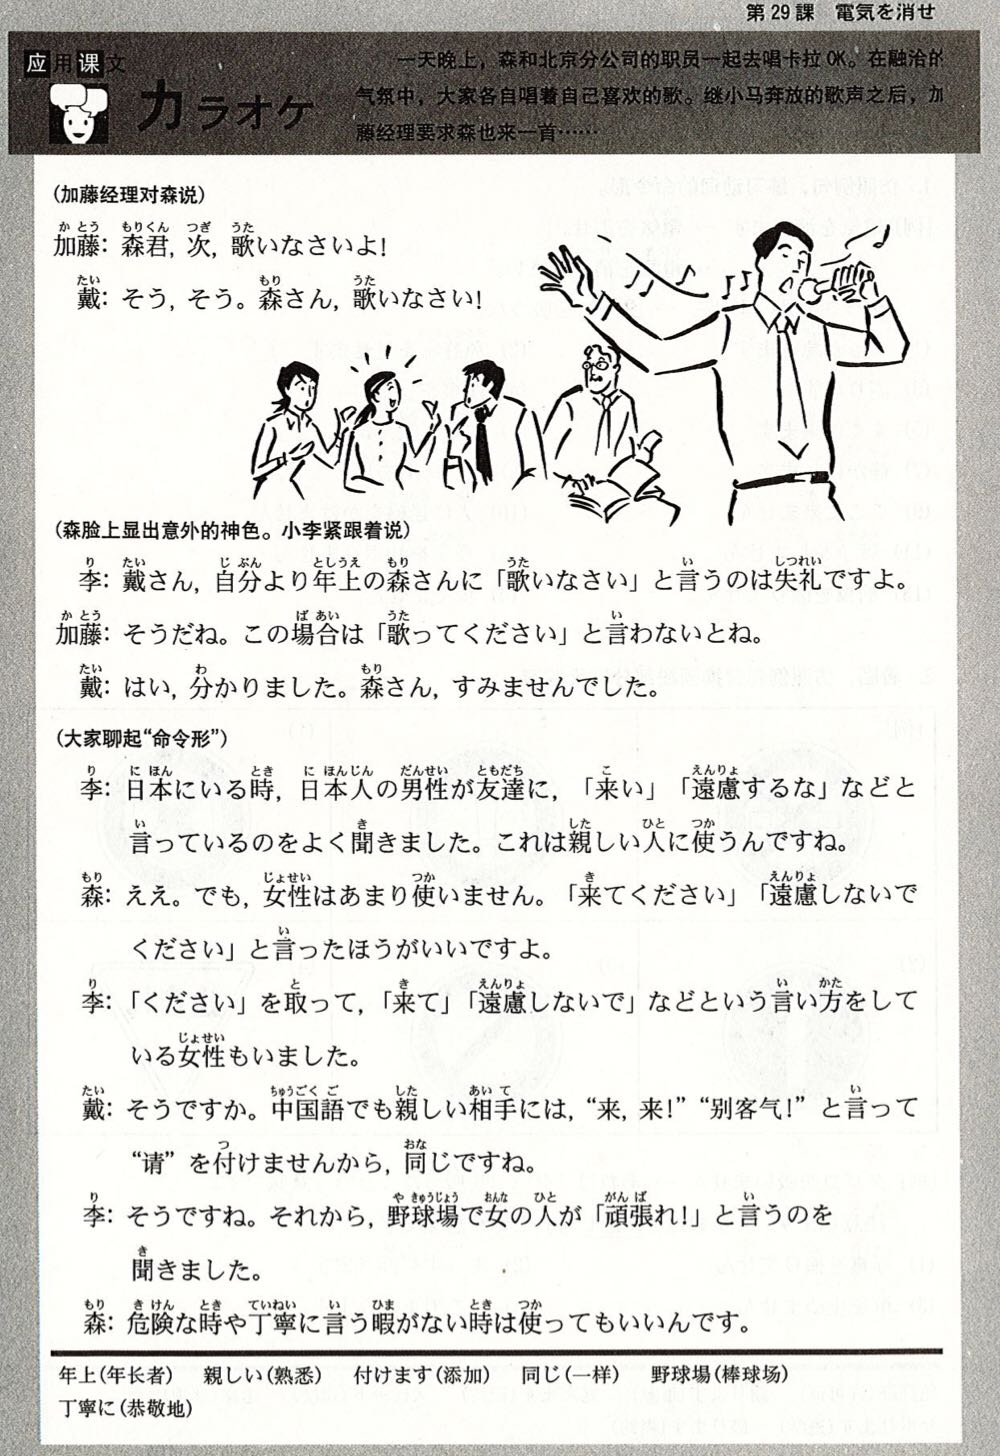 第29課　電気を消せ
应用课文
カラオケ
一天晚上，森和北京分公司的职员一起去唱卡拉OK。在融洽的
气氛中，大家各自唱着自己喜欢的歌。继小马奔放的歌声之后，加
藤经理要求森也来一首……
(加藤经理对森说)
加藤：森君，次，歌いなさいよ!
戴：そう，そう。森さん，歌いなさい!
(森脸上显出意外的神色。小李紧跟着说)
李：戴さん，自分より年上の森さんに「歌いなさい」と言うのは失礼ですよ。
加藤：そうだね。この場合は「歌ってください」と言わないとね。
戴：はい，分かりました。森さん，すみませんでした。
(大家聊起“命令形”)
李：日本にいる時，日本人の男性が友達に，「来い」「遠慮するな」などと
言っているのをよく聞きました。これは親しい人に使うんですね。
森：ええ。でも，女性はあまり使いません。「来てください」「遠慮しないで
ください」と言ったほうがいいですよ。
李：「ください」を取って，「来て」「遠慮しないで」などという言い方をして
いる女性もいました。
戴：そうですか。中国語でも親しい相手には，“来，来!”“别客气!” と言って
“请” を付けませんから，同じですね。
李：そうですね。それから，野球場で女の人が「頑張れ!」と言うのを
聞きました。
森：危険な時や丁寧に言う暇がない時は使ってもいいんです。
年上(年长者)　親しい(熟悉)　付けます(添加)　同じ(一样)　野球場(棒球场)
丁寧に(恭敬地)